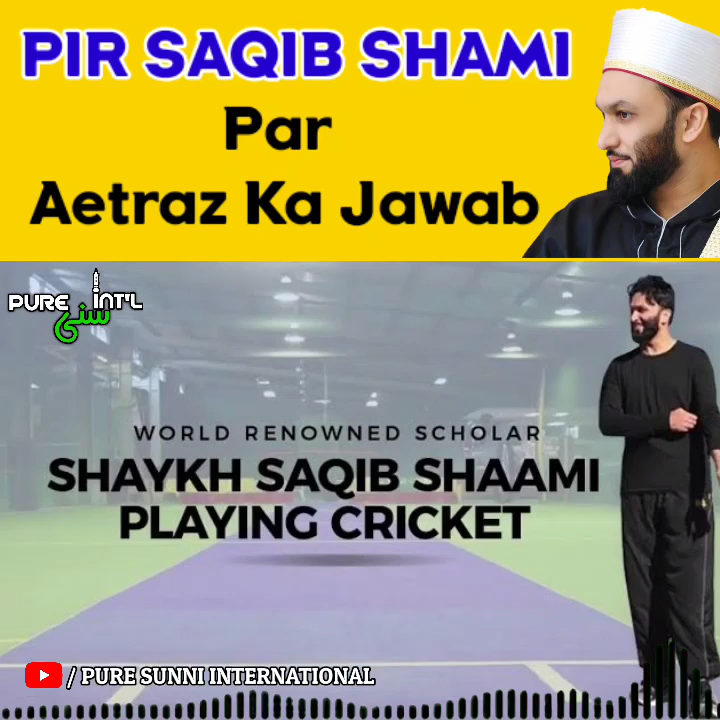 PIR SAQIB SHAMI
Par
Aetraz Ka Jawab
PURE سنی INT'L
WORLD RENOWNED SCHOLAR
SHAYKH SAQIB SHAAMI
PLAYING CRICKET
/ PURE SUNNI INTERNATIONAL